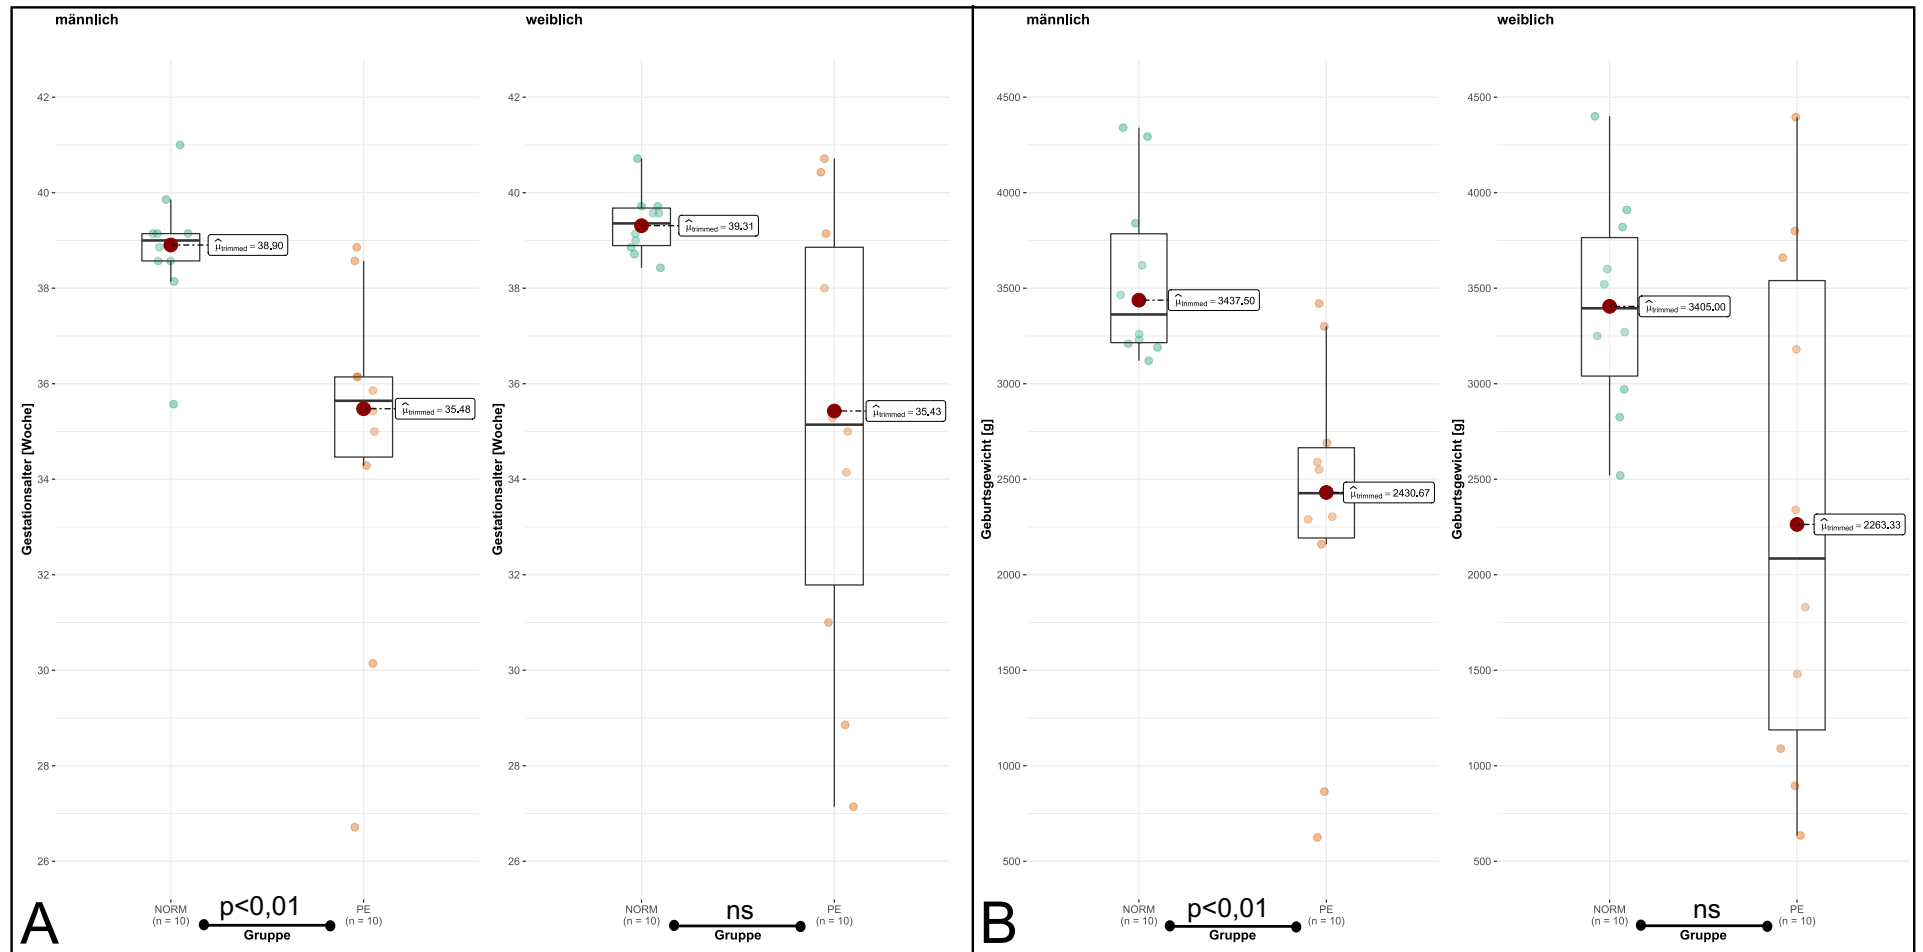 männlich
weiblich
Gestationsalter [Woche]
42
40
38
36
34
32
30
28
26
μ̂trimmed = 38.90
μ̂trimmed = 35.48
NORM
(n = 10)
p<0,01
PE
(n = 10)
Gruppe
Gestationsalter [Woche]
42
40
38
36
34
32
30
28
26
μ̂trimmed = 39.31
μ̂trimmed = 35.43
NORM
(n = 10)
ns
PE
(n = 10)
Gruppe
A
männlich
weiblich
Geburtsgewicht [g]
4500
4000
3500
3000
2500
2000
1500
1000
500
μ̂trimmed = 3437.50
μ̂trimmed = 2430.67
NORM
(n = 10)
p<0,01
PE
(n = 10)
Gruppe
Geburtsgewicht [g]
4500
4000
3500
3000
2500
2000
1500
1000
500
μ̂trimmed = 3405.00
μ̂trimmed = 2263.33
NORM
(n = 10)
ns
PE
(n = 10)
Gruppe
B